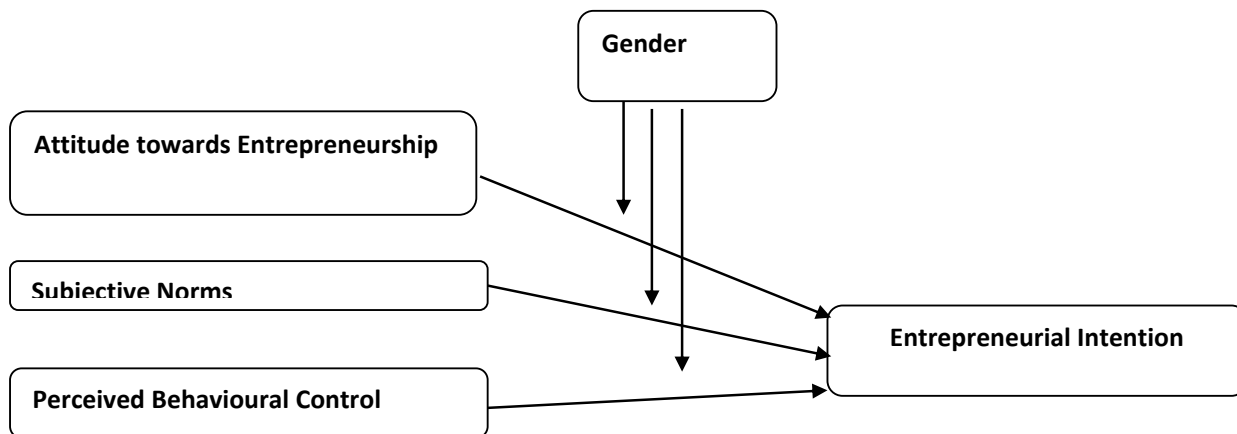 Gender
Attitude towards Entrepreneurship
Subjective Norms
Entrepreneurial Intention
Perceived Behavioural Control